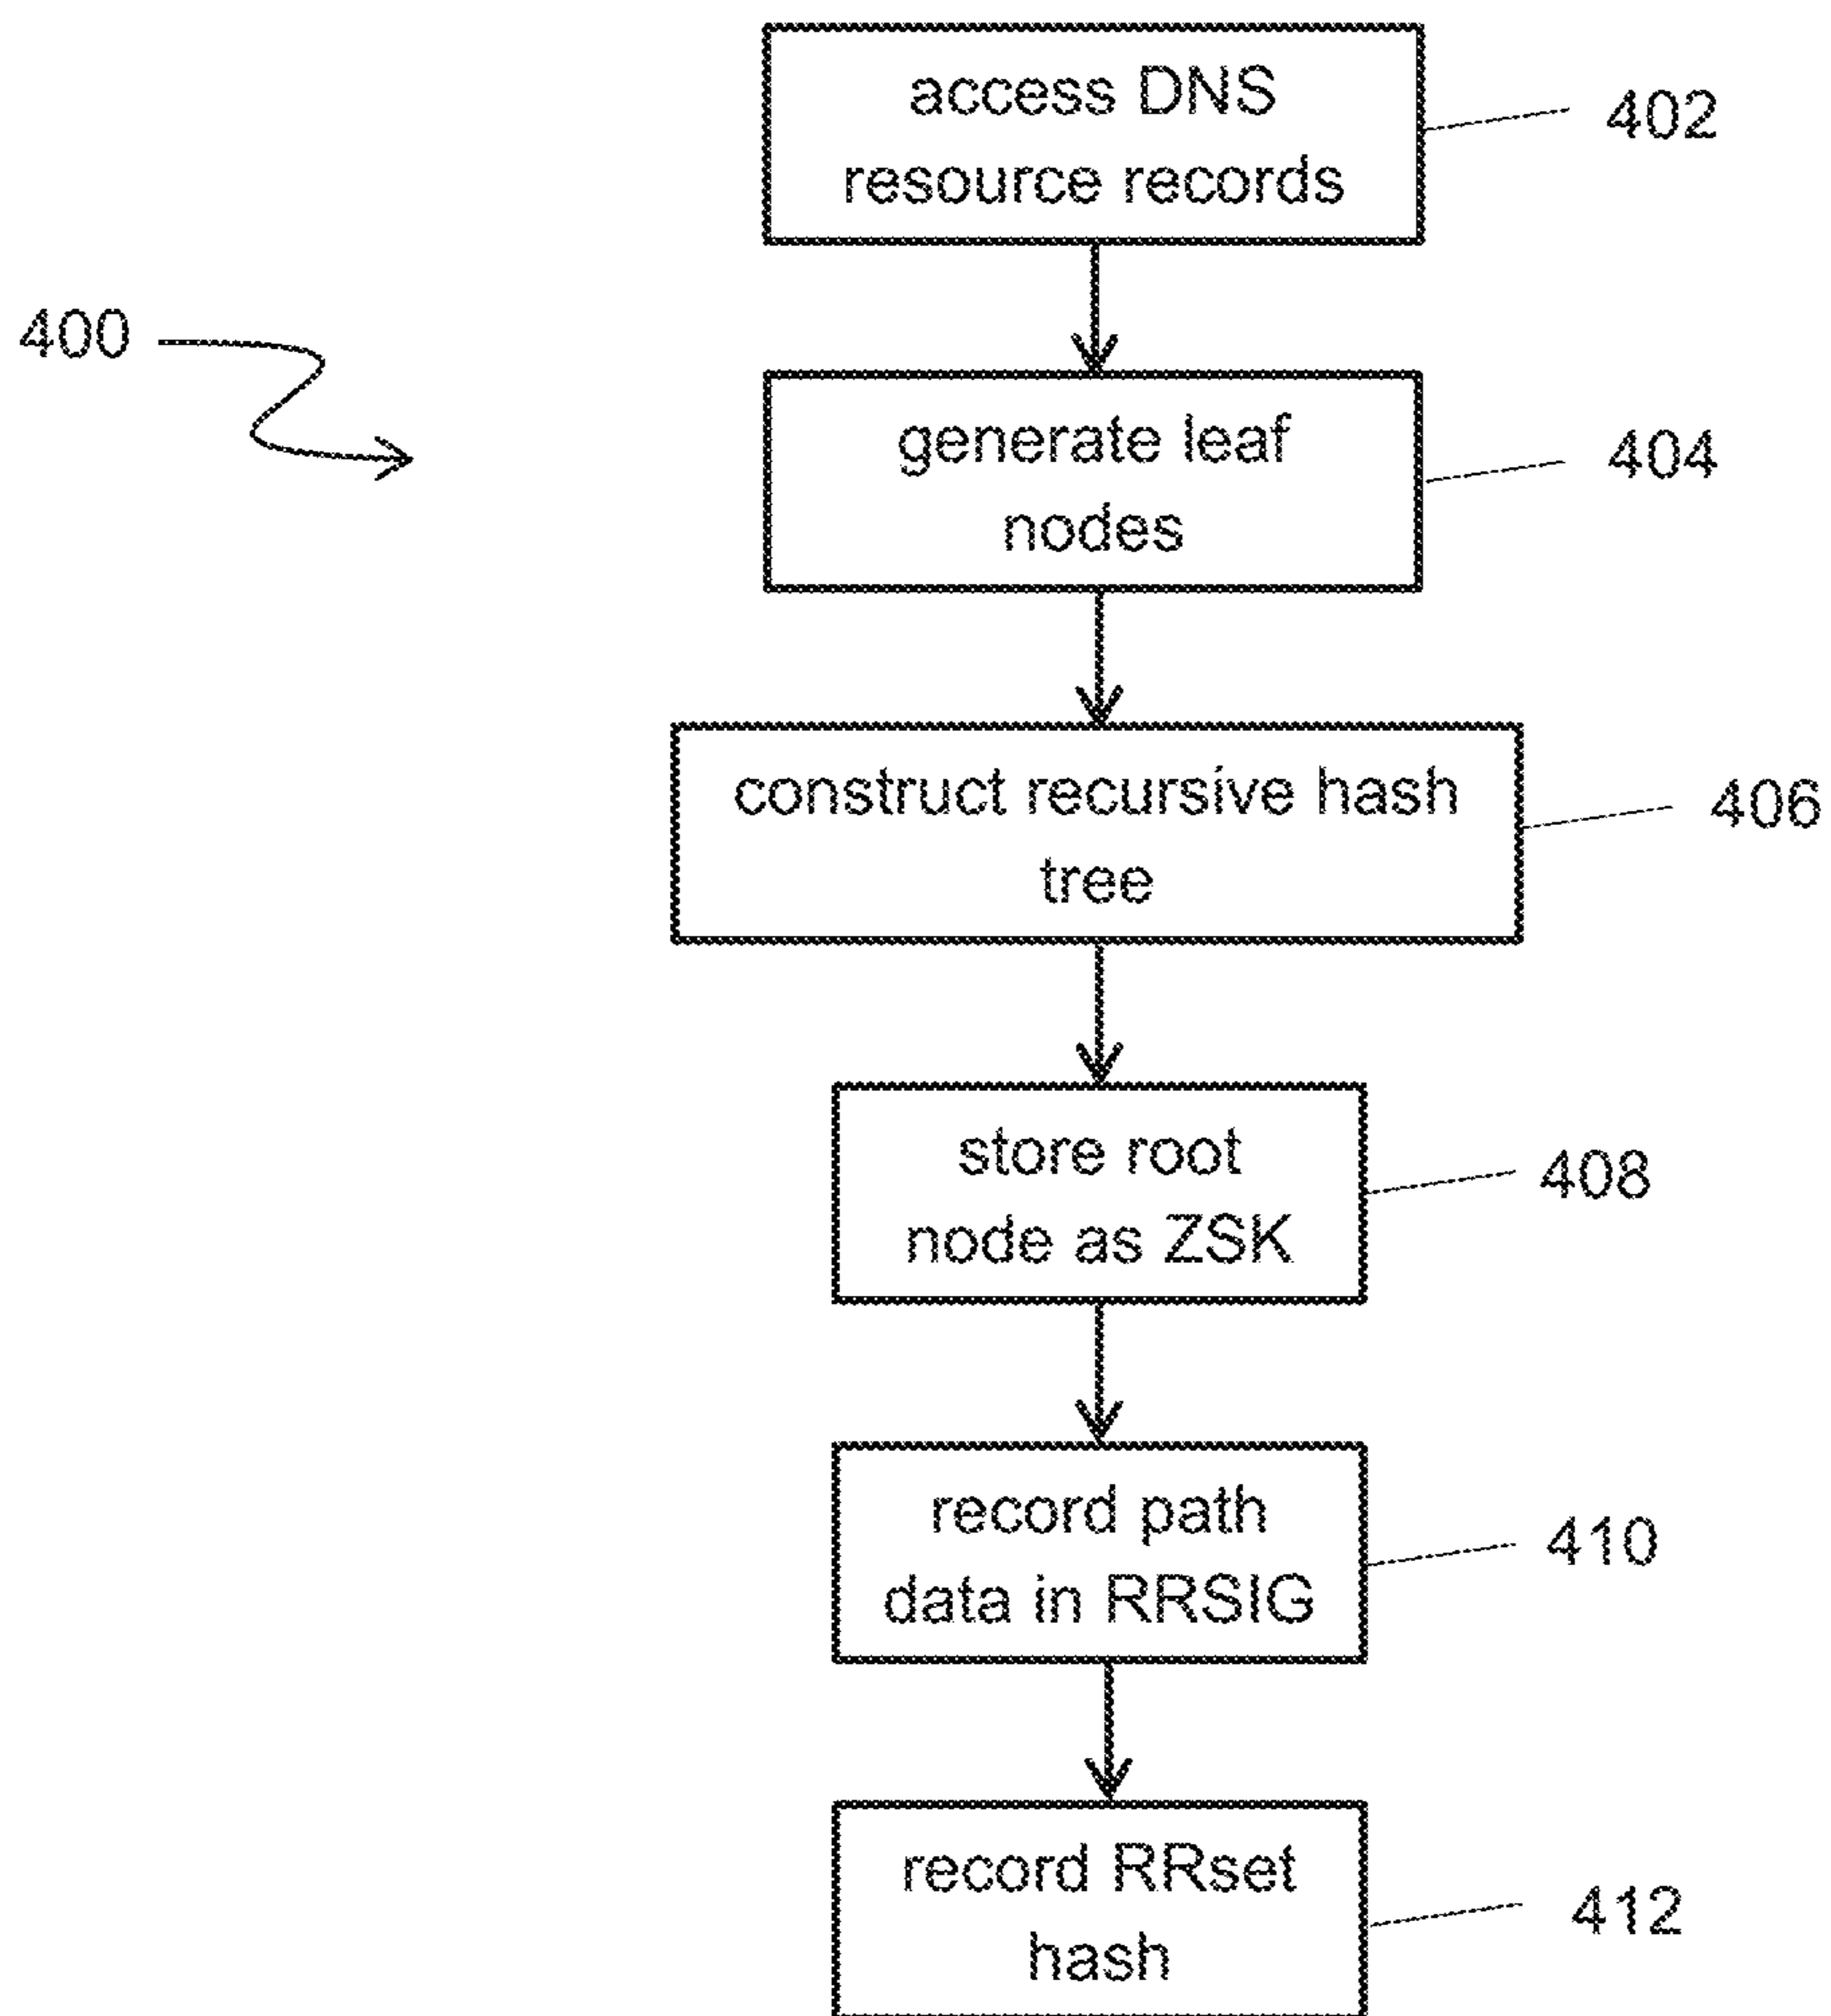 access DNS
resource records
402
400
generate leaf
nodes
404
construct recursive hash
tree
406
store root
node as ZSK
408
record path
data in RRSIG
410
record RRset
hash
412